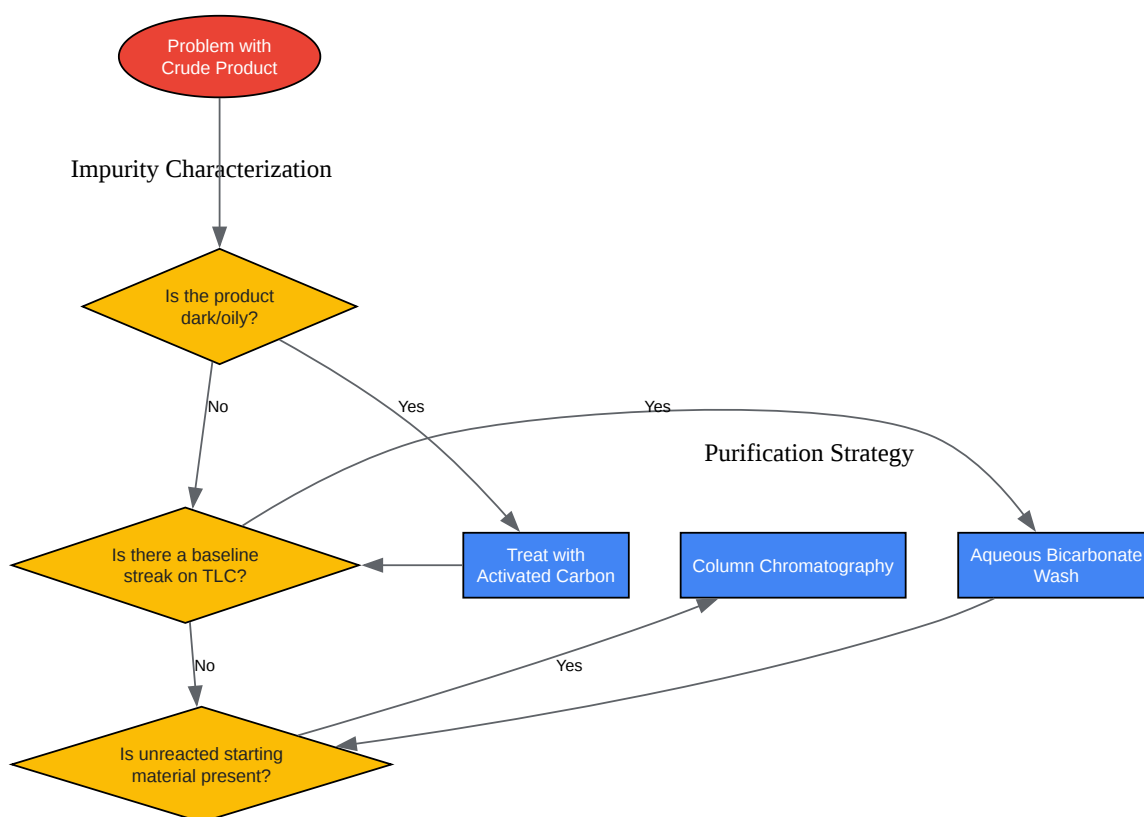 Problem with
Crude Product
Impurity Characterization
Is the product
dark/oily?
No
Yes
Yes
Purification Strategy
Is there a baseline
streak on TLC?
Treat with
Activated Carbon
Column Chromatography
Aqueous Bicarbonate
Wash
No
Yes
Is unreacted starting
material present?